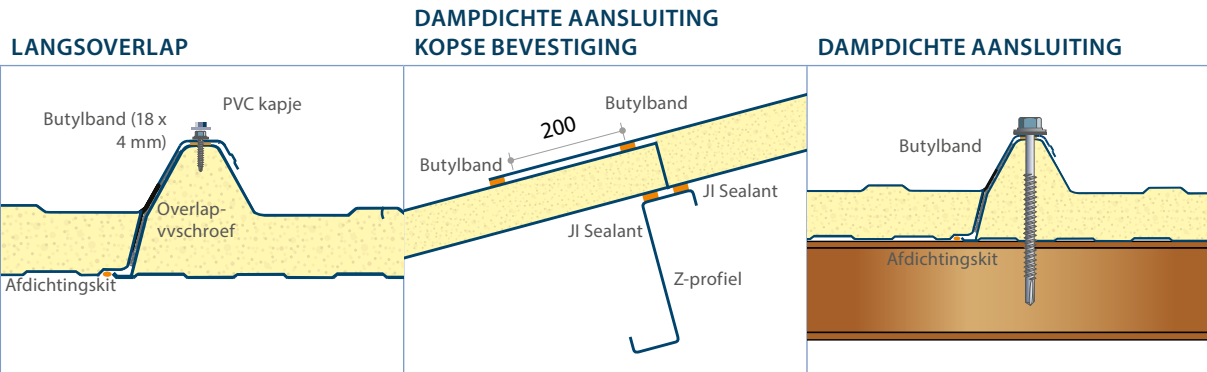 LANGSOVERLAP
PVC kapje
Butylband (18 x
4 mm)
Overlap-
vvschroef
Afdichtingskit
DAMPDICHTE AANSLUITING
KOPSE BEVESTIGING
Butylband
200
Butylband
JI Sealant
JI Sealant
Z-profiel
DAMPDICHTE AANSLUITING
Butylband
Afdichtingskit